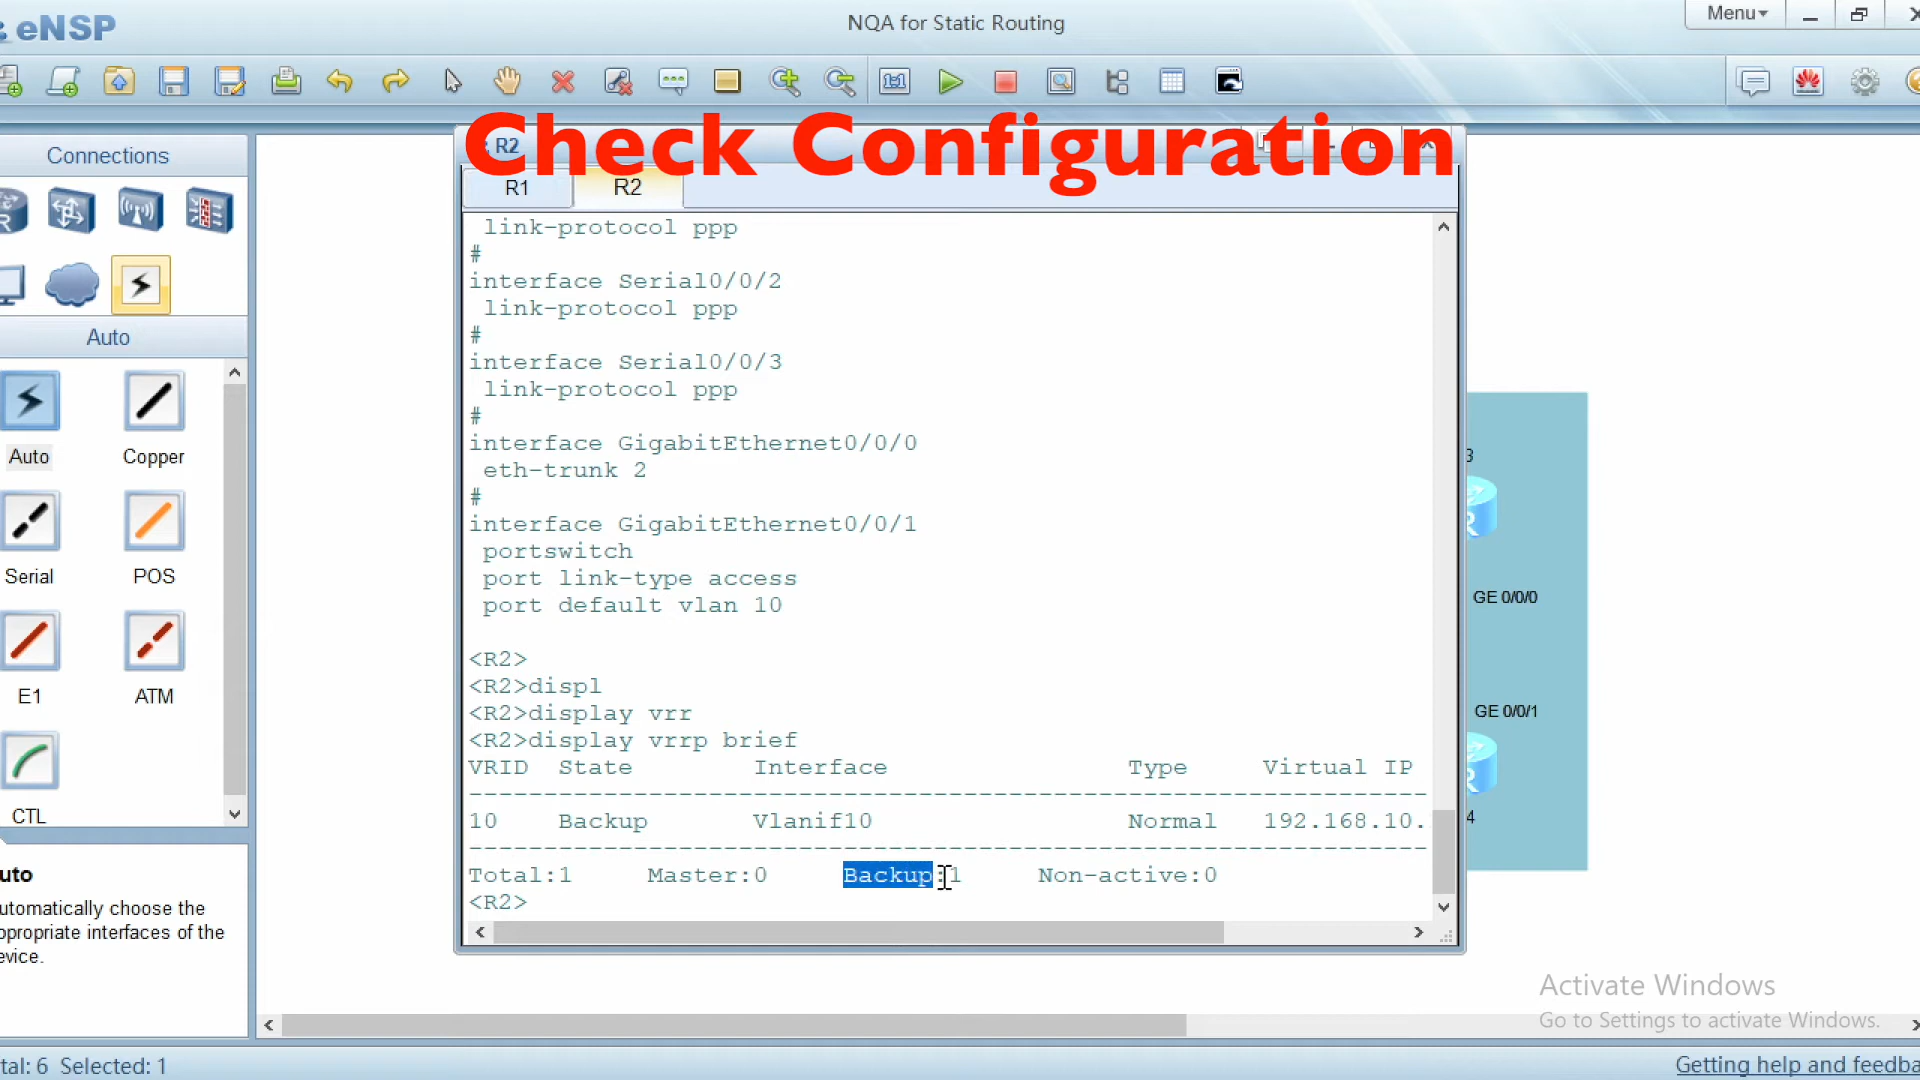 eNSP
NQA for Static Routing
Menu
Check Configuration
R2
R1
R2
Connections
Auto
Auto
Copper
Serial
POS
E1
ATM
CTL
uto
utomatically choose the
ppropriate interfaces of the
evice.
link-protocol ppp
#
interface Serial0/0/2
link-protocol ppp
#
interface Serial0/0/3
link-protocol ppp
#
interface GigabitEthernet0/0/0
eth-trunk 2
#
interface GigabitEthernet0/0/1
portswitch
port link-type access
port default vlan 10
<R2>
<R2>displ
<R2>display vrr
<R2>display vrrp brief
VRID State Interface Type Virtual IP
----------------------------------------------------------------
10 Backup Vlanif10 Normal 192.168.10.
----------------------------------------------------------------
Total:1 Master:0 Backup:1 Non-active:0
<R2>
3
R
GE 0/0/0
GE 0/0/1
R
4
Activate Windows
Go to Settings to activate Windows.
tal: 6 Selected: 1
Getting help and feedba